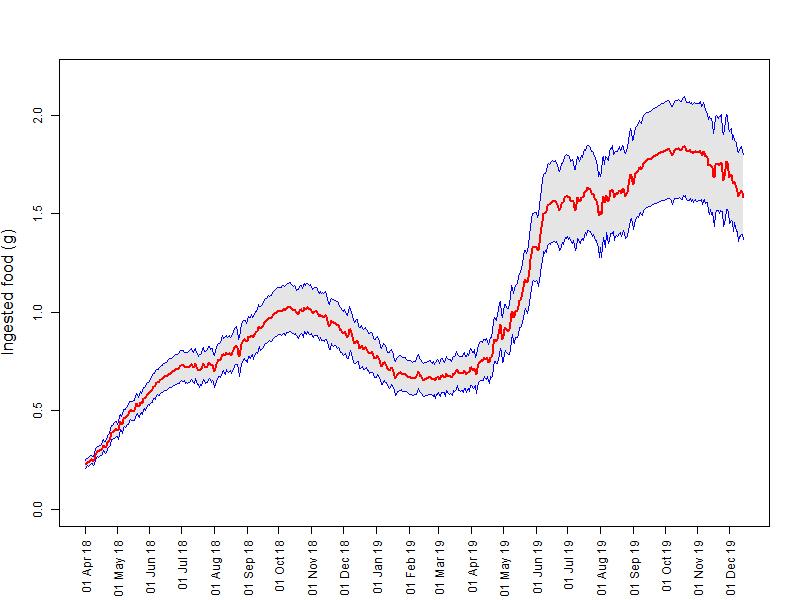 Ingested food (g)
2.0
1.5
1.0
0.5
0.0
01 Apr 18
01 May 18
01 Jun 18
01 Jul 18
01 Aug 18
01 Sep 18
01 Oct 18
01 Nov 18
01 Dec 18
01 Jan 19
01 Feb 19
01 Mar 19
01 Apr 19
01 May 19
01 Jun 19
01 Jul 19
01 Aug 19
01 Sep 19
01 Oct 19
01 Nov 19
01 Dec 19